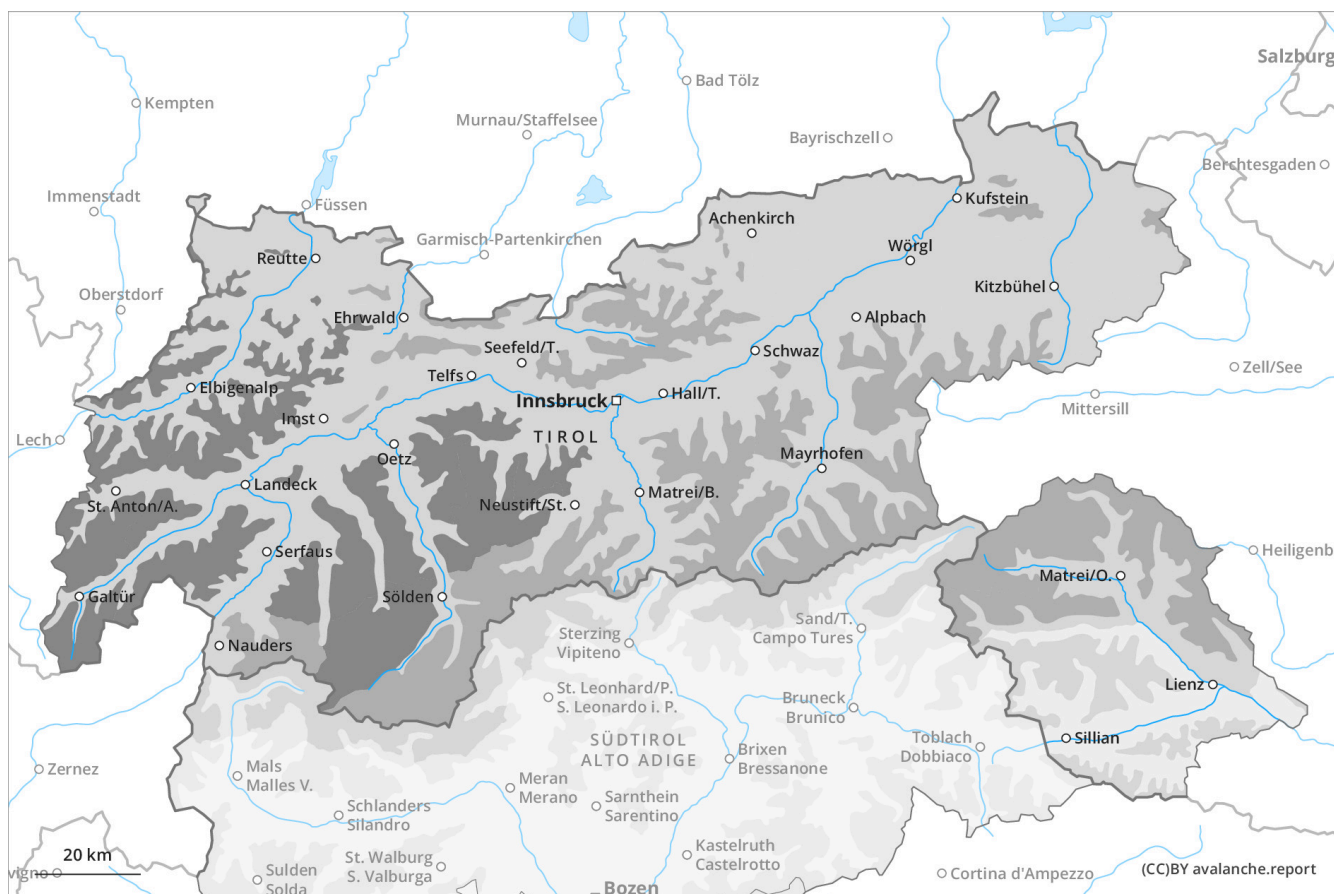 Salzburg
Kempten
Bad Tölz
Murnau/Staffelsee
Bayrischzell
Berchtesgaden
Immenstadt
Füssen
Kufstein
Achenkirch
Garmisch-Partenkirchen
Wörgl
Reutte
Kitzbühel
Oberstdorf
Ehrwald
Alpbach
Seefeld/T.
Schwaz
Zell/See
Telfs
Elbigenalp
Hall/T.
Innsbruck
Mittersill
Imst
Lech
TIROL
Oetz
Mayrhofen
Landeck
Matrei/B.
St. Anton/A.
Neustift/St.
Serfaus
Heiligenb
Matrei/O.
Galtür
Sölden
Sand/T.
Campo Tures
Sterzing
Vipiteno
Nauders
Lienz
St. Leonhard/P.
S. Leonardo i. P.
Bruneck
Brunico
SÜDTIROL
ALTO ADIGE
Sillian
Toblach
Dobbiaco
Brixen
Bressanone
Zernez
Mals
Malles V.
Meran
Merano
Sarnthein
Sarentino
Schlanders
Silandro
Kastelruth
Castelrotto
20 km
St. Walburg
S. Valburga
vigno
Sulden
Solda
Cortina d'Ampezzo
(CC)BY avalanche.report
Bozen